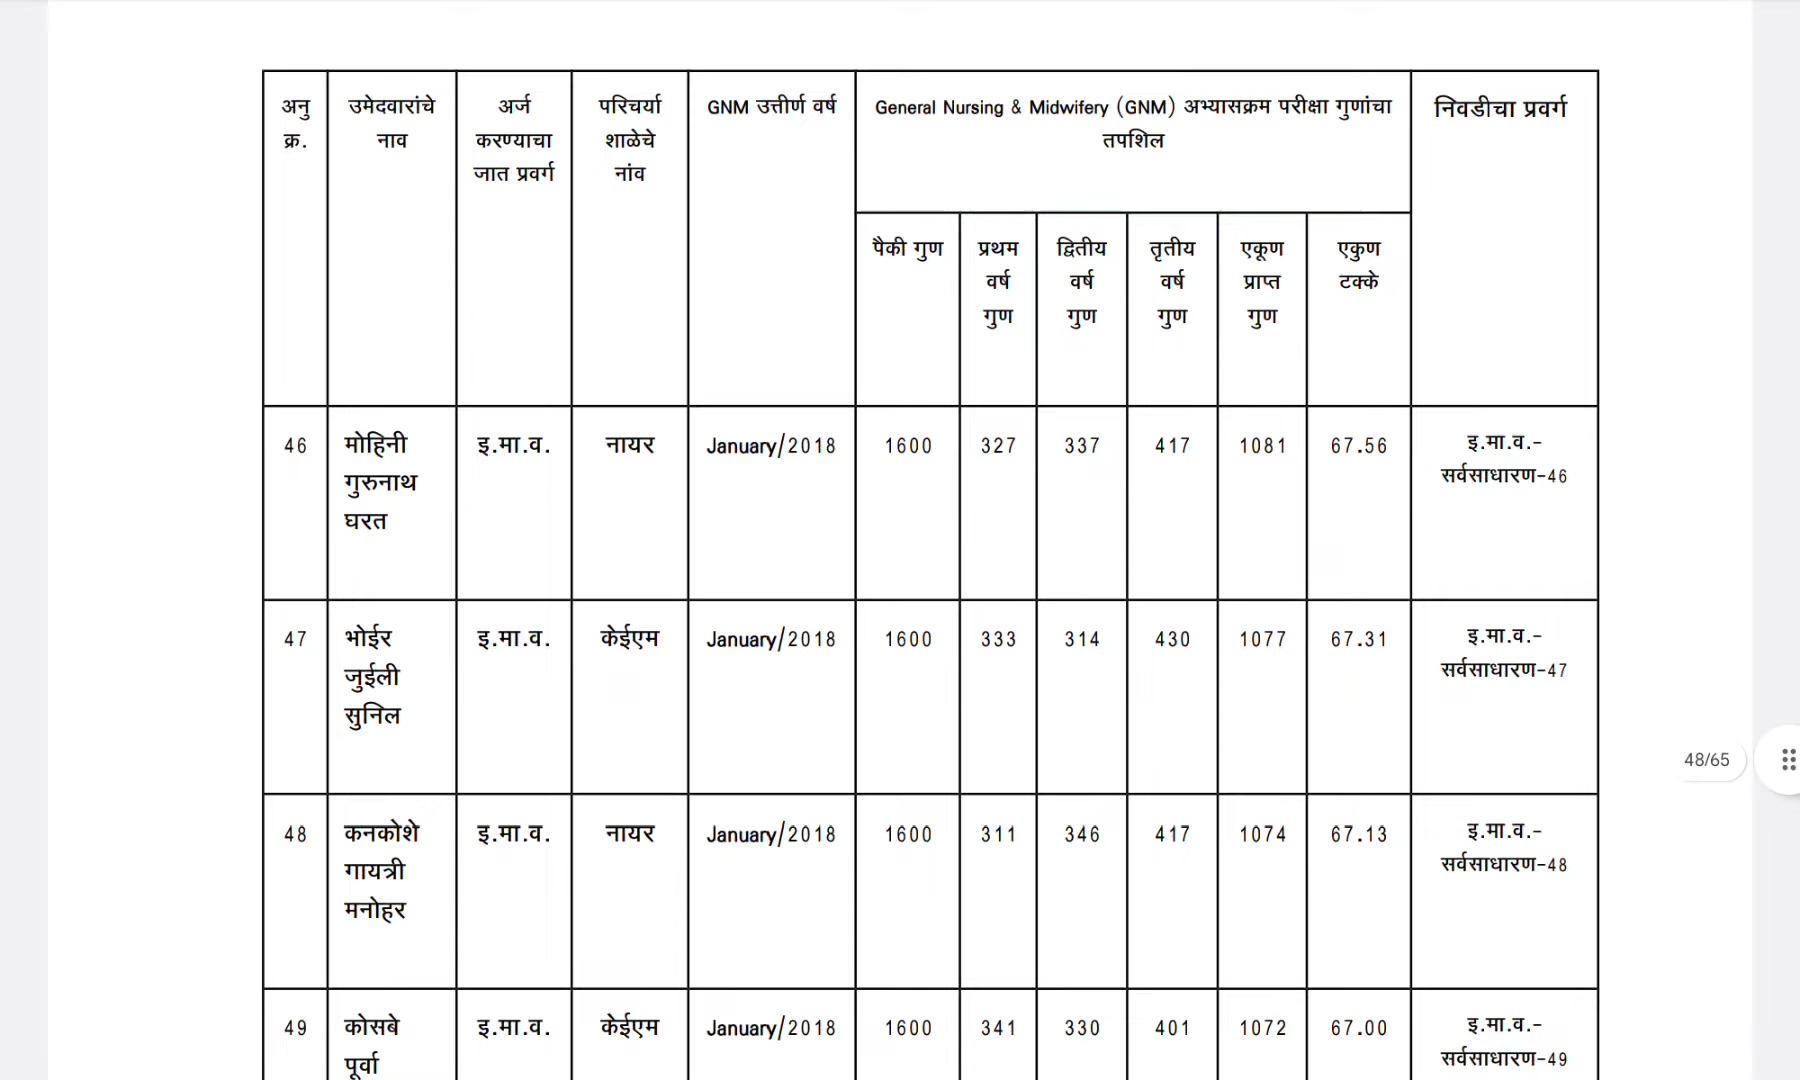 अनु क्र.
उमेदवारांचे नाव
अर्ज करण्याचा जात प्रवर्ग
परिचर्या शाळेचे नांव
GNM उत्तीर्ण वर्ष
General Nursing & Midwifery (GNM) अभ्यासक्रम परीक्षा गुणांचा
तपशिल
निवडीचा प्रवर्ग
पैकी गुण
प्रथम वर्ष गुण
द्वितीय वर्ष गुण
तृतीय वर्ष गुण
एकूण प्राप्त गुण
एकुण टक्के
46 मोहिनी इ.मा.व. नायर January/2018 1600 327 337 417 1081 67.56 इ.मा.व.-
गुरुनाथ सर्वसाधारण-46
घरत
47 भोईर इ.मा.व. केईएम January/2018 1600 333 314 430 1077 67.31 इ.मा.व.-
जुईली सर्वसाधारण-47
सुनिल
48/65
48 कनकोशे इ.मा.व. नायर January/2018 1600 311 346 417 1074 67.13 इ.मा.व.-
गायत्री सर्वसाधारण-48
मनोहर
49 कोसबे इ.मा.व. केईएम January/2018 1600 341 330 401 1072 67.00 इ.मा.व.-
पूर्वा सर्वसाधारण-49